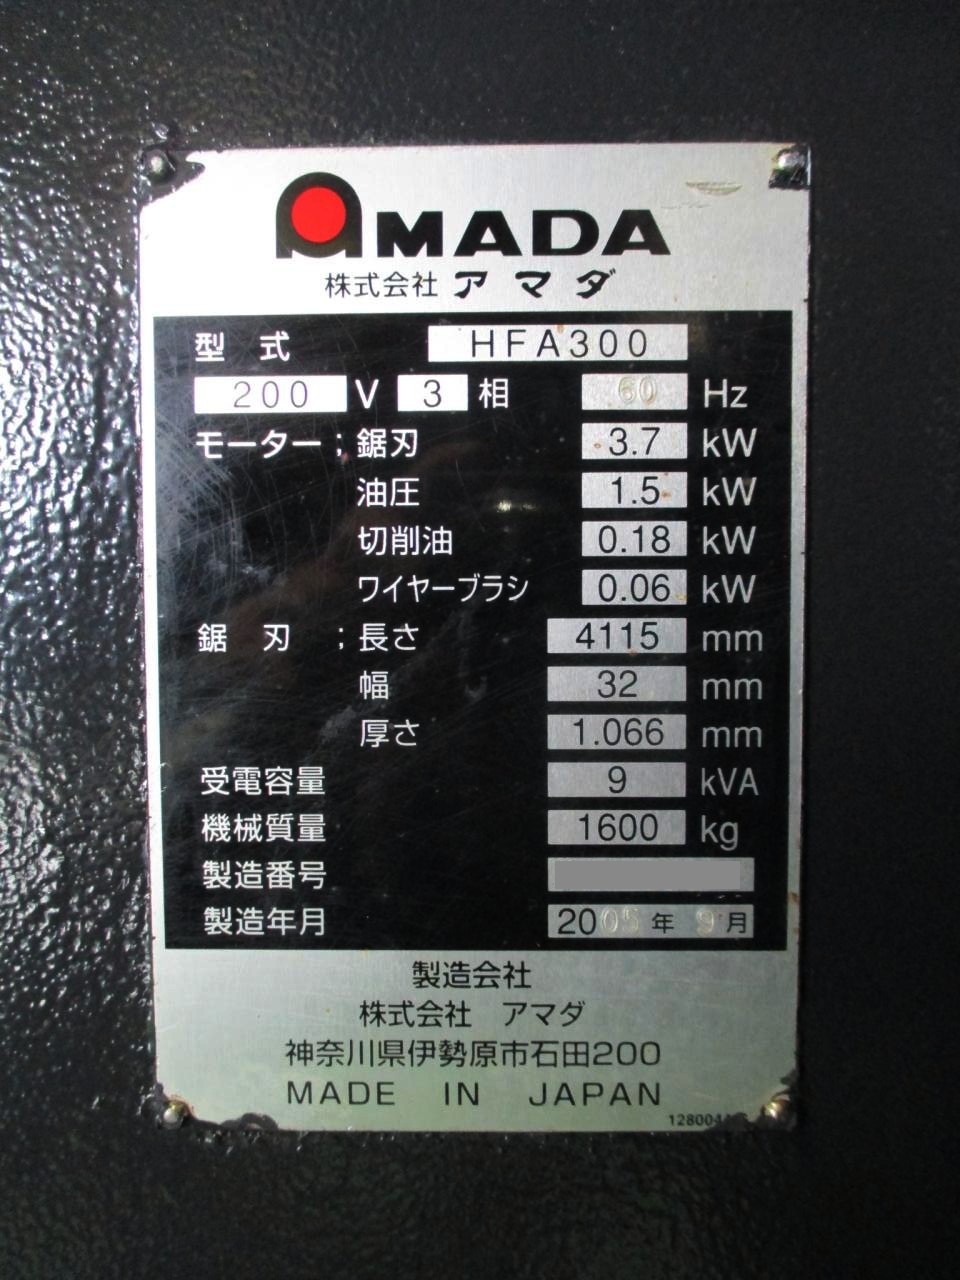 AMADA
株式会社 アマダ
型 式 HFA300
200 V 3 相 60 Hz
モーター ; 鋸刃 3.7 kW
油圧 1.5 kW
切削油 0.18 kW
ワイヤーブラシ 0.06 kW
鋸 刃 ; 長さ 4115 mm
幅 32 mm
厚さ 1.066 mm
受電容量 9 kVA
機械質量 1600 kg
製造番号
製造年月 2005 年 9 月
製造会社
株式会社 アマダ
神奈川県伊勢原市石田200
MADE IN JAPAN